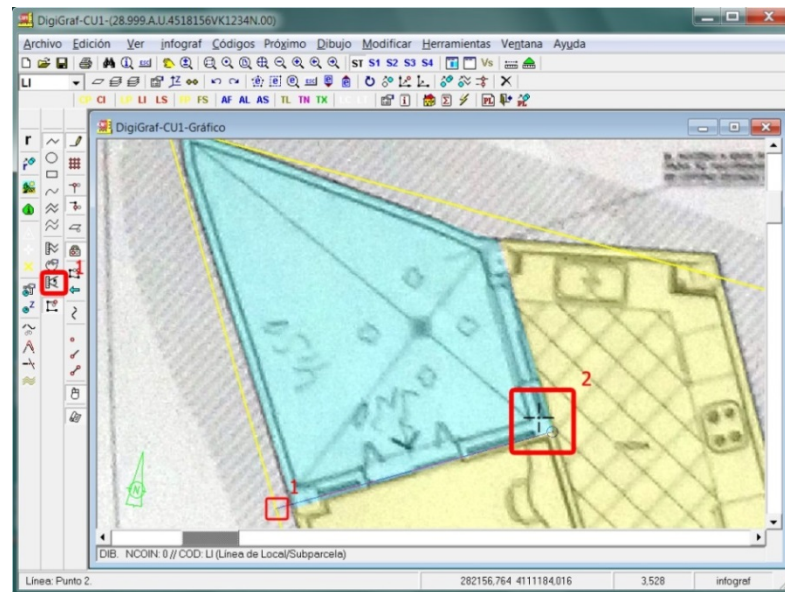 DigiGraf-CU1-(28.999.A.U.4518156VK1234N.00)
Archivo Edición Ver infograf Códigos Próximo Dibujo Modificar Herramientas Ventana Ayuda
ST S1 S2 S3 S4 Vs
LI
CI LI LS FS AF AL AS TL TN TX PL
DigiGraf-CU1-Gráfico
r
1
2
1
N
DIB. NCOIN: 0 // COD: LI (Línea de Local/Subparcela)
Línea: Punto 2. 282156,764 4111184,016 3,528 infograf